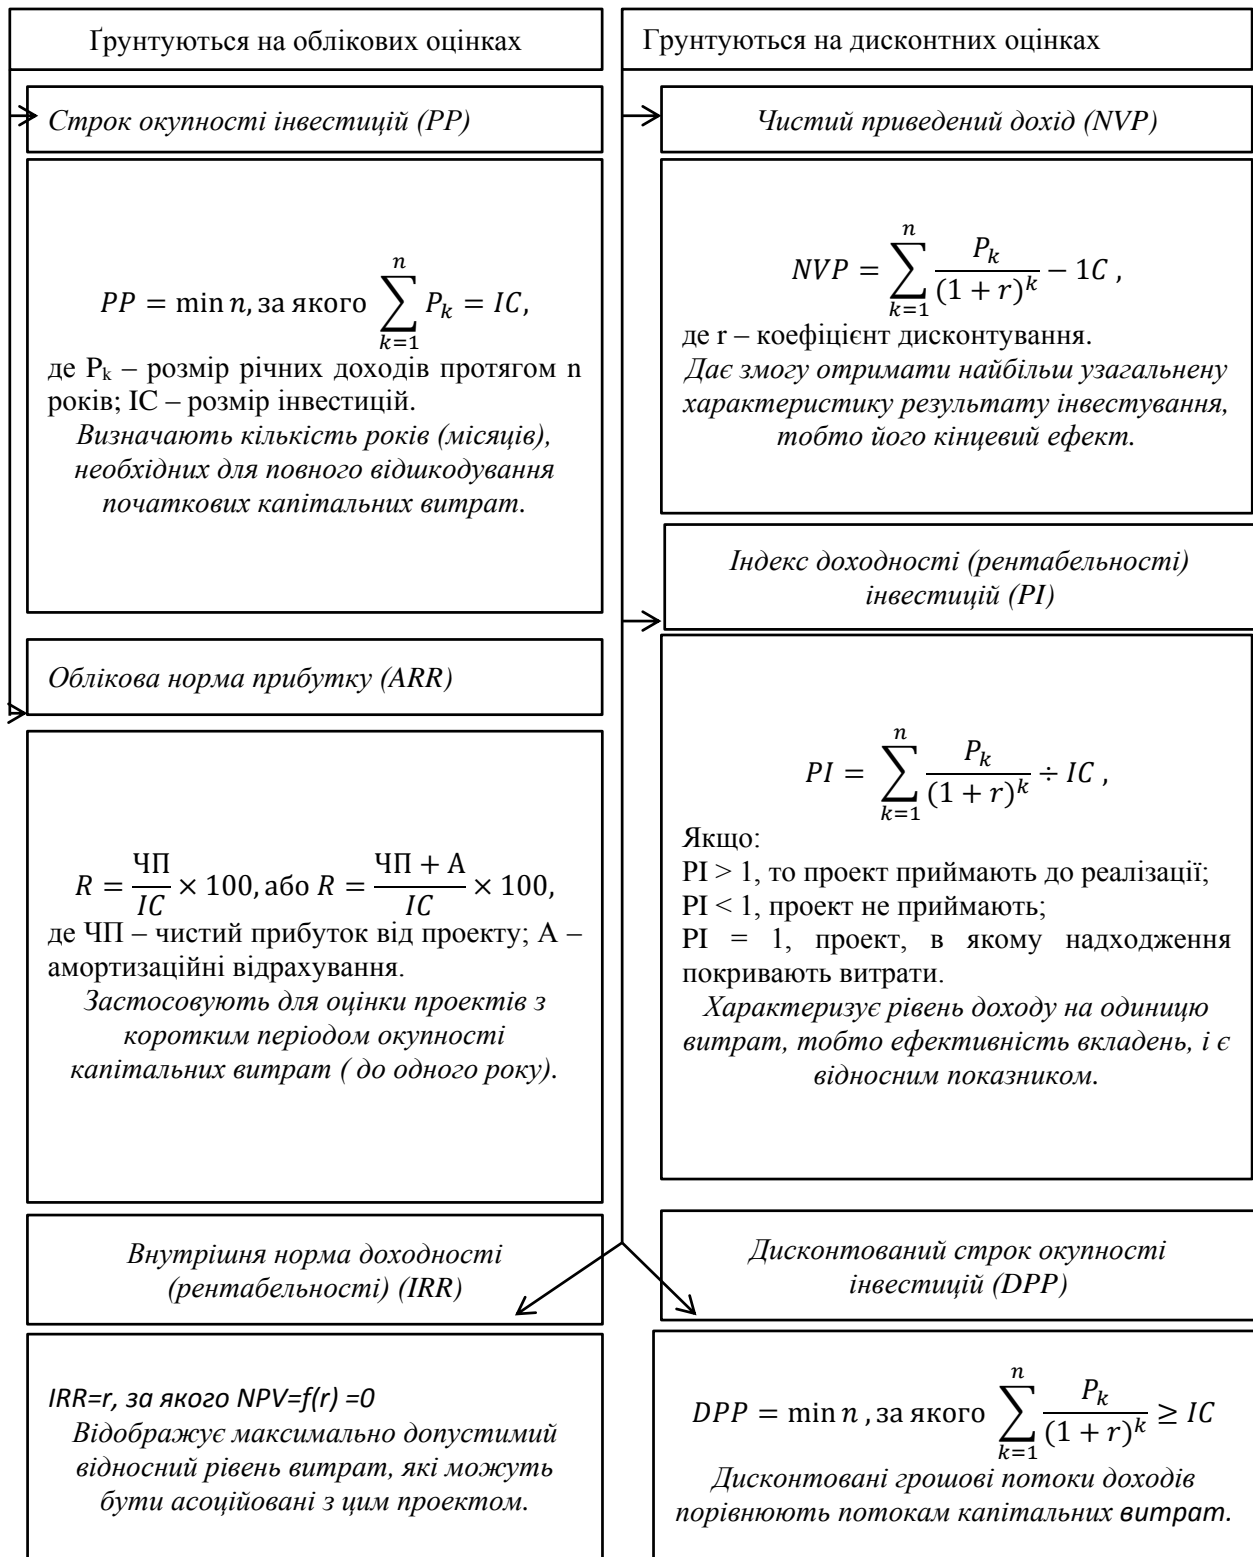 Ґрунтуються на облікових оцінках
Строк окупності інвестицій (PP)
PP = min n, за якого ∑_{k=1}^{n} P_k = IC,
де P_k – розмір річних доходів протягом n
років; IC – розмір інвестицій.
Визначають кількість років (місяців),
необхідних для повного відшкодування
початкових капітальних витрат.
Облікова норма прибутку (ARR)
R = ЧП/IC × 100, або R = (ЧП + А)/IC × 100,
де ЧП – чистий прибуток від проекту; А –
амортизаційні відрахування.
Застосовують для оцінки проектів з
коротким періодом окупності
капітальних витрат ( до одного року).
Внутрішня норма доходності
(рентабельності) (IRR)
IRR=r, за якого NPV=f(r) =0
Відображує максимально допустимий
відносний рівень витрат, які можуть
бути асоційовані з цим проектом.
Грунтуються на дисконтних оцінках
Чистий приведений дохід (NVP)
NVP = ∑_{k=1}^{n} P_k/(1 + r)^k − 1C ,
де r – коефіцієнт дисконтування.
Дає змогу отримати найбільш узагальнену
характеристику результату інвестування,
тобто його кінцевий ефект.
Індекс доходності (рентабельності)
інвестицій (PI)
PI = ∑_{k=1}^{n} P_k/(1 + r)^k ÷ IC ,
Якщо:
PI > 1, то проект приймають до реалізації;
PI < 1, проект не приймають;
PI = 1, проект, в якому надходження
покривають витрати.
Характеризує рівень доходу на одиницю
витрат, тобто ефективність вкладень, і є
відносним показником.
Дисконтований строк окупності
інвестицій (DPP)
DPP = min n , за якого ∑_{k=1}^{n} P_k/(1 + r)^k ≥ IC
Дисконтовані грошові потоки доходів
порівнюють потокам капітальних витрат.